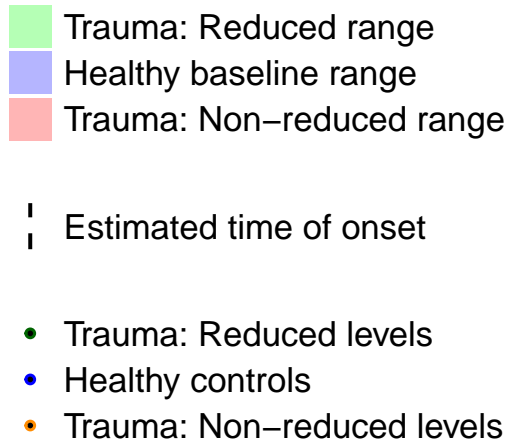 Trauma: Reduced range
Healthy baseline range
Trauma: Non−reduced range
Estimated time of onset
Trauma: Reduced levels
Healthy controls
Trauma: Non−reduced levels